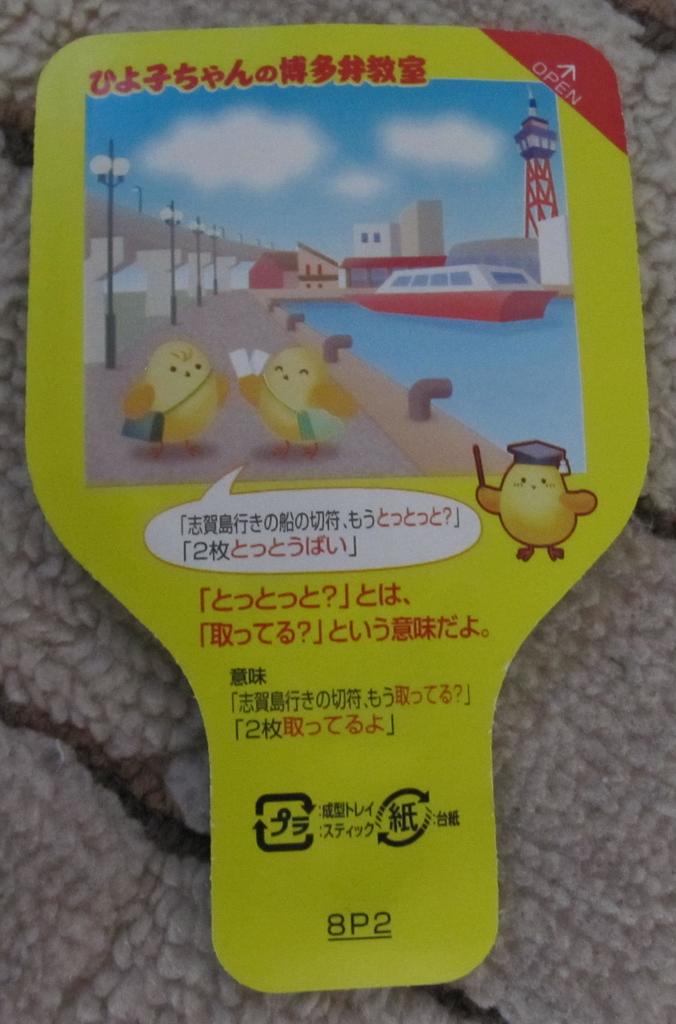 ひよ子ちゃんの博多弁教室
↑
OPEN
「志賀島行きの船の切符、もうとっとっと?」
「2枚とっとうばい」
「とっとっと?」とは、
「取ってる?」という意味だよ。
意味
「志賀島行きの切符、もう取ってる?」
「2枚取ってるよ」
プラ :成型トレイ
:スティック
紙 :台紙
8P2